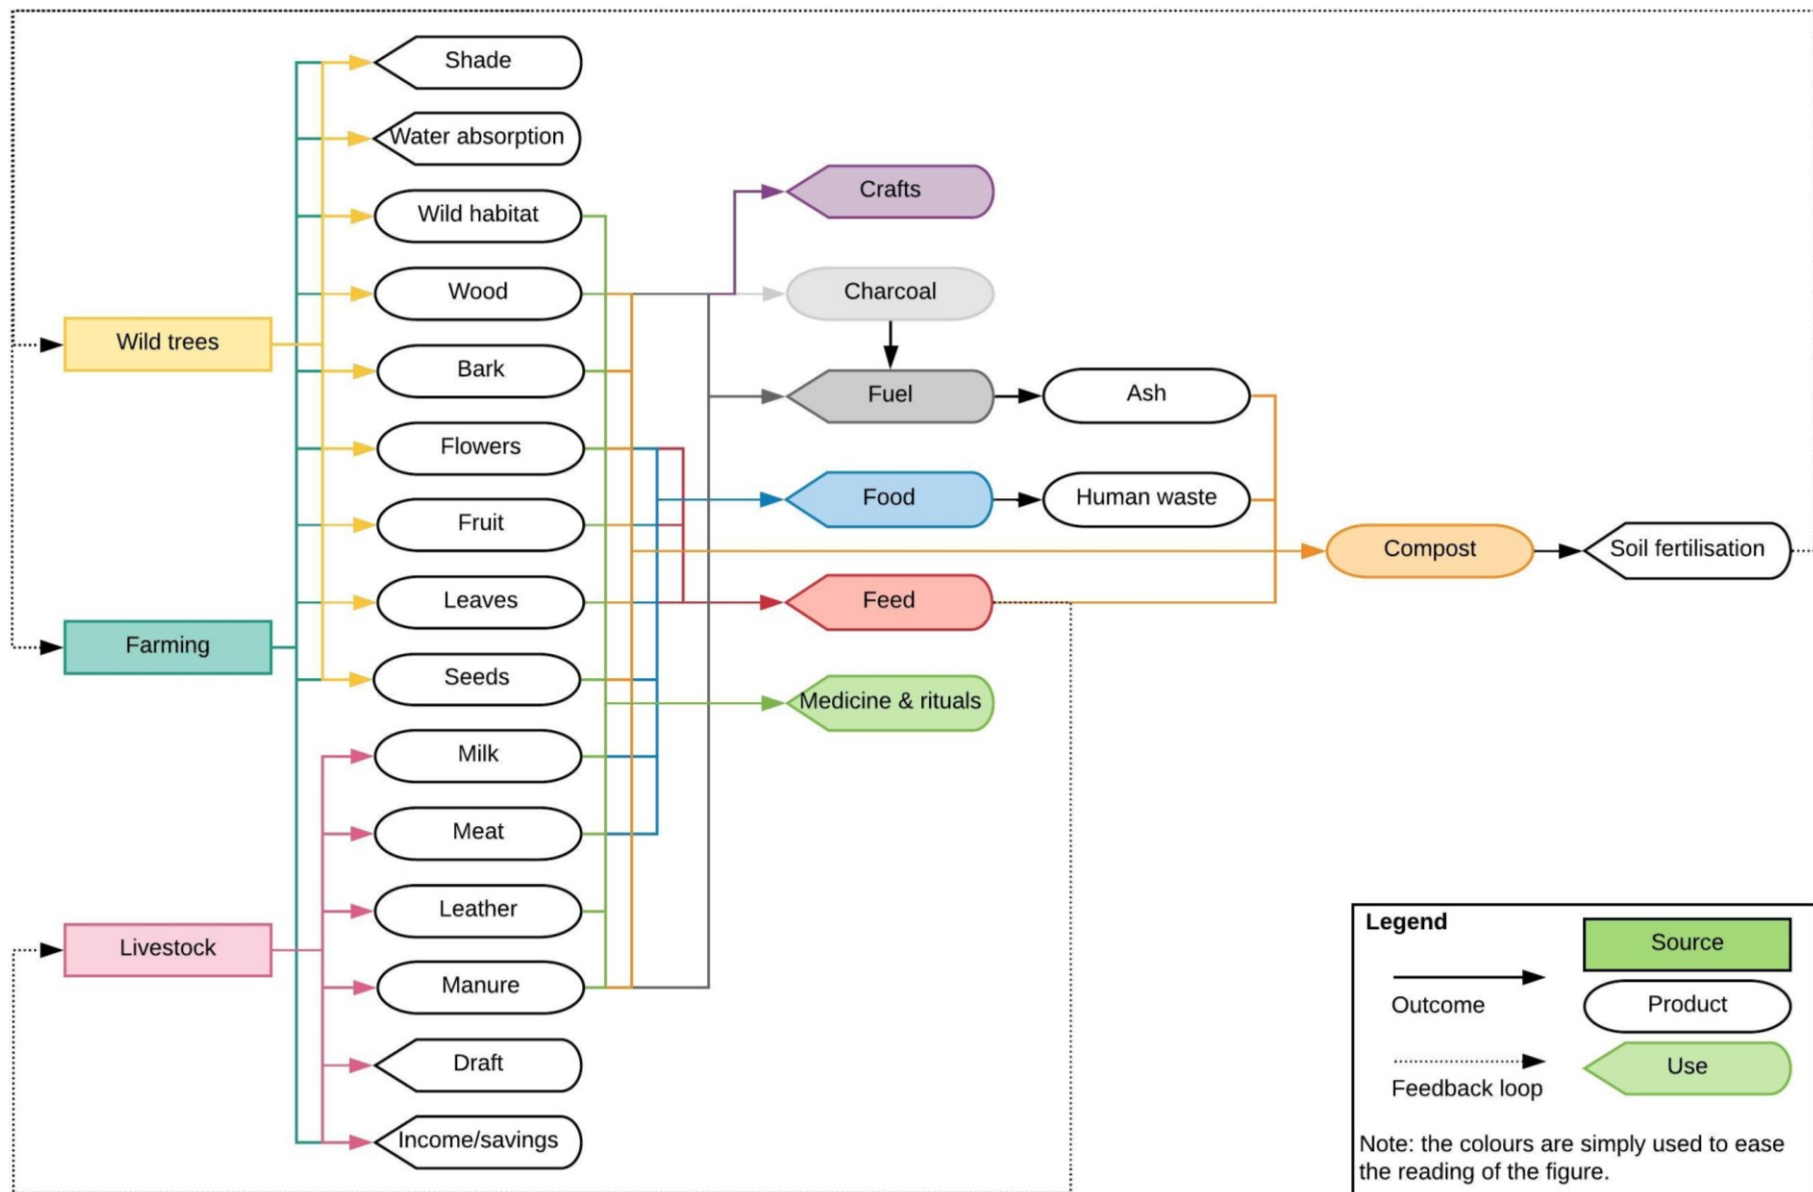 Shade
Water absorption
Wild habitat
Wood
Bark
Flowers
Fruit
Leaves
Seeds
Milk
Meat
Leather
Manure
Draft
Income/savings
Wild trees
Farming
Livestock
Crafts
Charcoal
Fuel
Food
Feed
Medicine & rituals
Ash
Human waste
Compost
Soil fertilisation
Legend
Source
Outcome
Product
Feedback loop
Use
Note: the colours are simply used to ease
the reading of the figure.